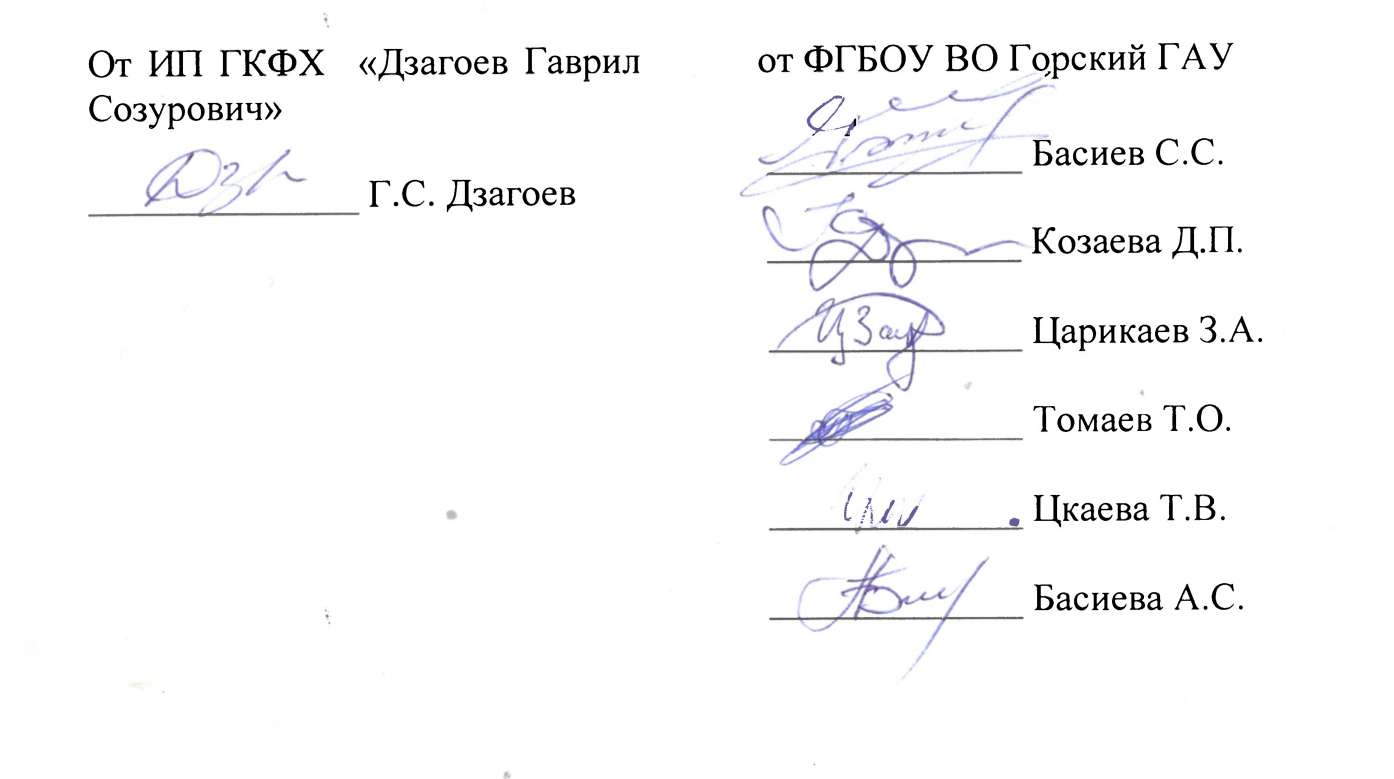 От ИП ГКФХ «Дзагоев Гаврил
Созурович»
Г.С. Дзагоев
от ФГБОУ ВО Горский ГАУ
Басиев С.С.
Козаева Д.П.
Царикаев З.А.
Томаев Т.О.
Цкаева Т.В.
Басиева А.С.